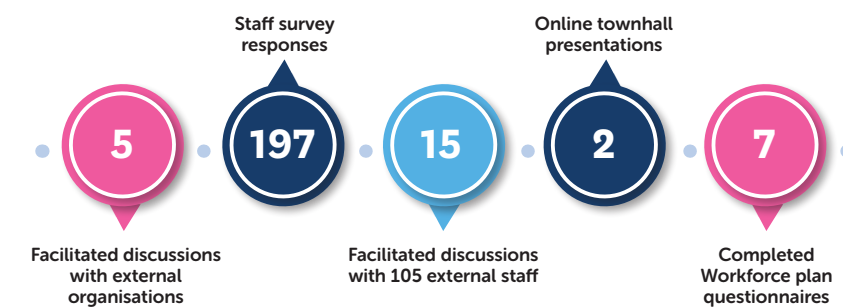 Staff survey
responses
Online townhall
presentations
5
197
15
2
7
Facilitated discussions
with external
organisations
Facilitated discussions
with 105 external staff
Completed
Workforce plan
questionnaires